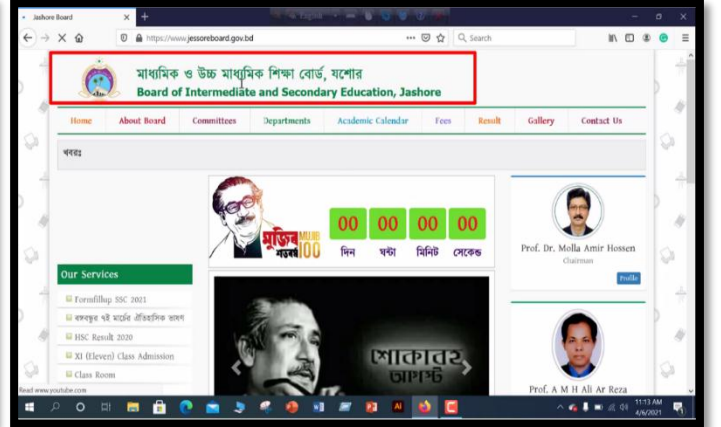 Jashore Board
https://www.jessoreboard.gov.bd
Search
মাধ্যমিক ও উচ্চ মাধ্যমিক শিক্ষা বোর্ড, যশোর
Board of Intermediate and Secondary Education, Jashore
Home About Board Committees Departments Academic Calendar Fees Result Gallery Contact Us
খবরঃ
মুজিব MUJIB
শতবর্ষ 100
00 00 00 00
দিন ঘন্টা মিনিট সেকেন্ড
Prof. Dr. Molla Amir Hossen
Chairman
Profile
Our Services
Formfillup SSC 2021
বঙ্গবন্ধুর ৭ই মার্চের ঐতিহাসিক ভাষণ
HSC Result 2020
XI (Eleven) Class Admission
Class Room
শোকাবহ
আগস্ট
Prof. A M H Ali Ar Reza
Read www.youtube.com
11:13 AM
4/6/2021